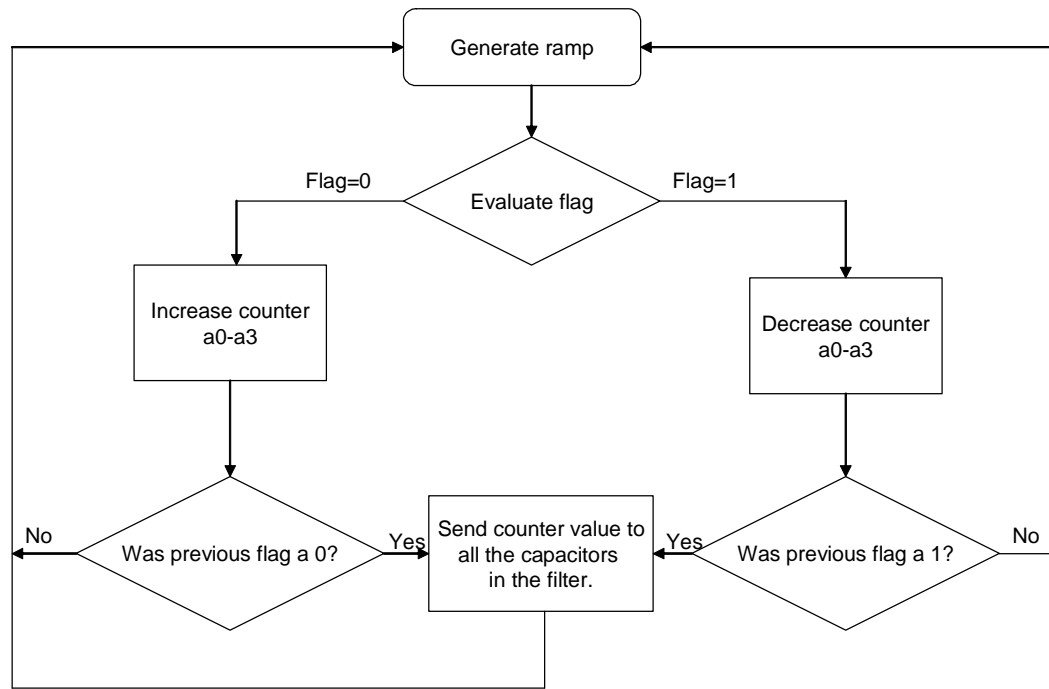 Generate ramp
Flag=0
Flag=1
Evaluate flag
Increase counter
a0-a3
Decrease counter
a0-a3
No
Was previous flag a 0?
Yes
Send counter value to
all the capacitors
in the filter.
Yes
Was previous flag a 1?
No